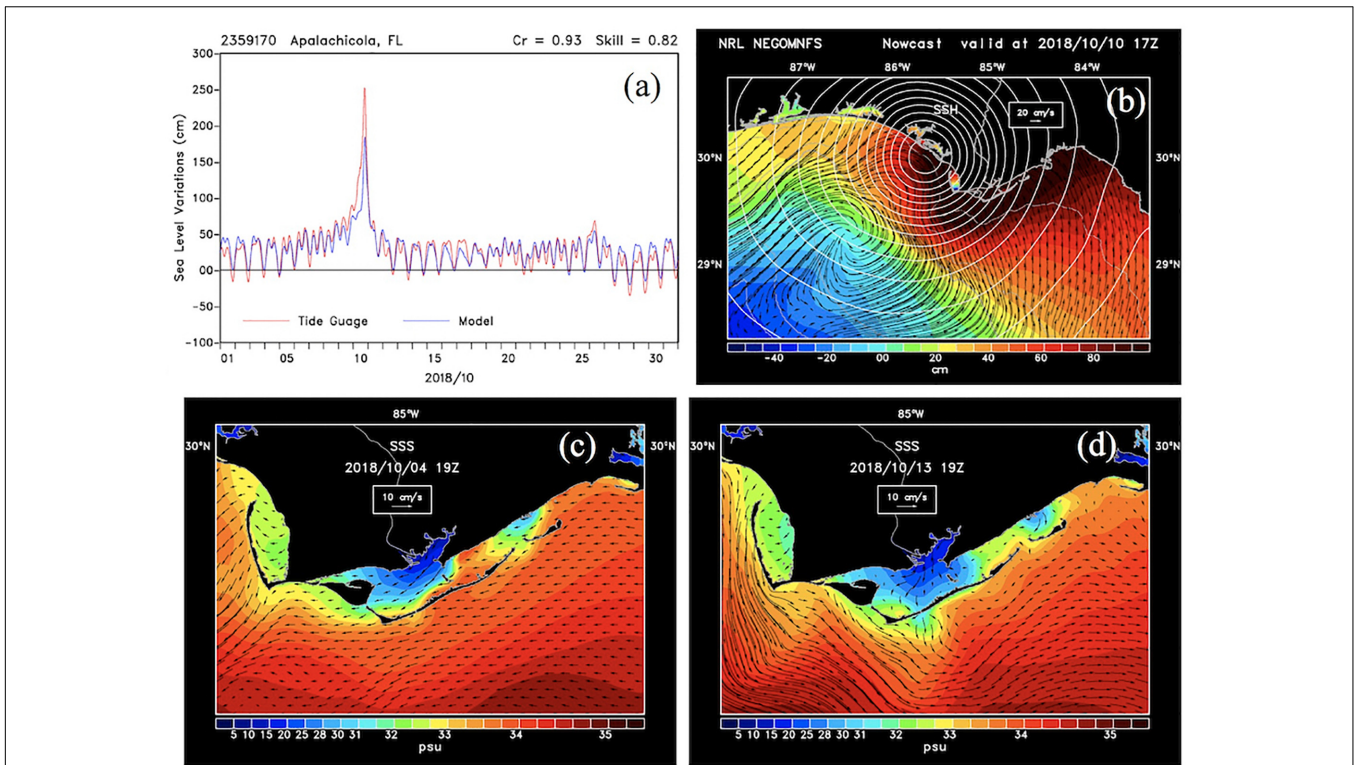 2359170 Apalachicola, FL Cr = 0.93 Skill = 0.82
300
250
200
150
100
50
00
-50
-100
Sea Level Variations (cm)
(a)
Tide Guage Model
01 05 10 15 20 25 30
2018/10
NRL NEGOMNFS Nowcast valid at 2018/10/10 17Z
87°W 86°W 85°W 84°W
(b)
SSH
20 cm/s
30°N 30°N
29°N 29°N
-40 -20 00 20 40 60 80
cm
85°W
30°N 30°N
SSS
(c)
2018/10/04 19Z
10 cm/s
5 10 15 20 25 28 30 31 32 33 34 35
psu
85°W
30°N 30°N
SSS
(d)
2018/10/13 19Z
10 cm/s
5 10 15 20 25 28 30 31 32 33 34 35
psu